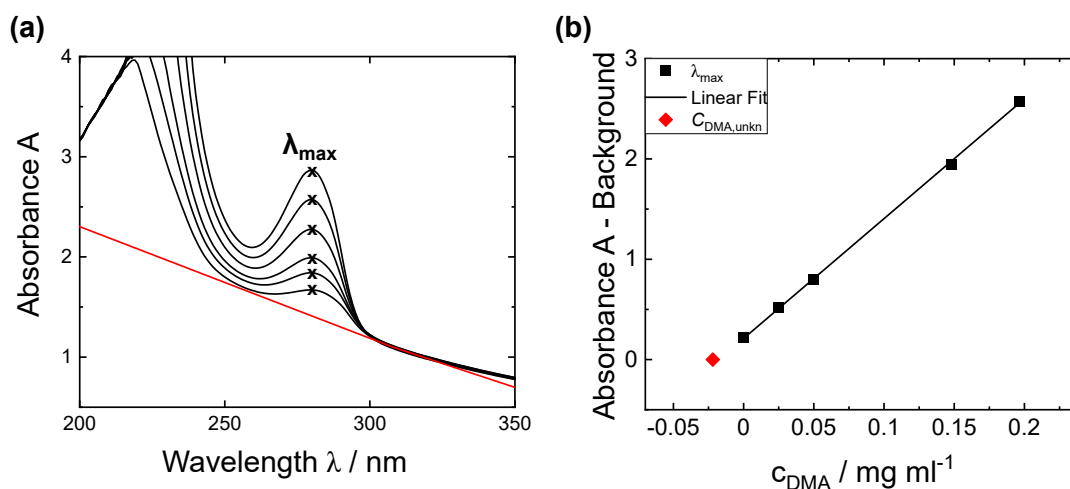 (a)
Absorbance A
4
3
2
1
λmax
x
x
x
x
x
x
200
250
300
350
Wavelength λ / nm
(b)
Absorbance A - Background
3
2
1
0
λmax
Linear Fit
CDMA,unkn
-0.05
0
0.05
0.1
0.15
0.2
cDMA / mg ml-1